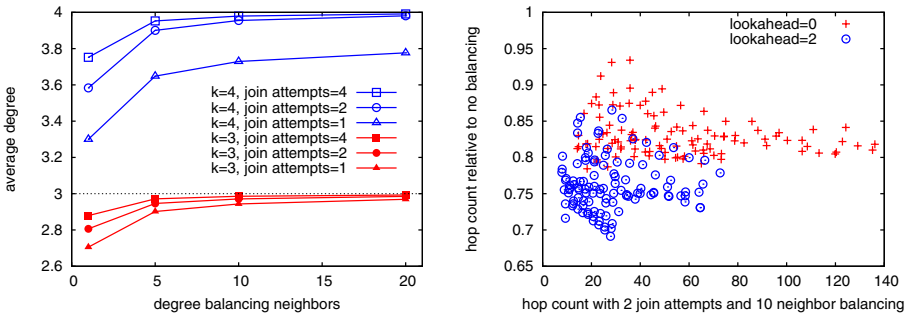 4
3.8
3.6
3.4
3.2
3
2.8
2.6
0
5
10
15
20
average degree
degree balancing neighbors
k=4, join attempts=4
k=4, join attempts=2
k=4, join attempts=1
k=3, join attempts=4
k=3, join attempts=2
k=3, join attempts=1
1
0.95
0.9
0.85
0.8
0.75
0.7
0.65
0
20
40
60
80
100
120
140
hop count relative to no balancing
hop count with 2 join attempts and 10 neighbor balancing
lookahead=0
lookahead=2